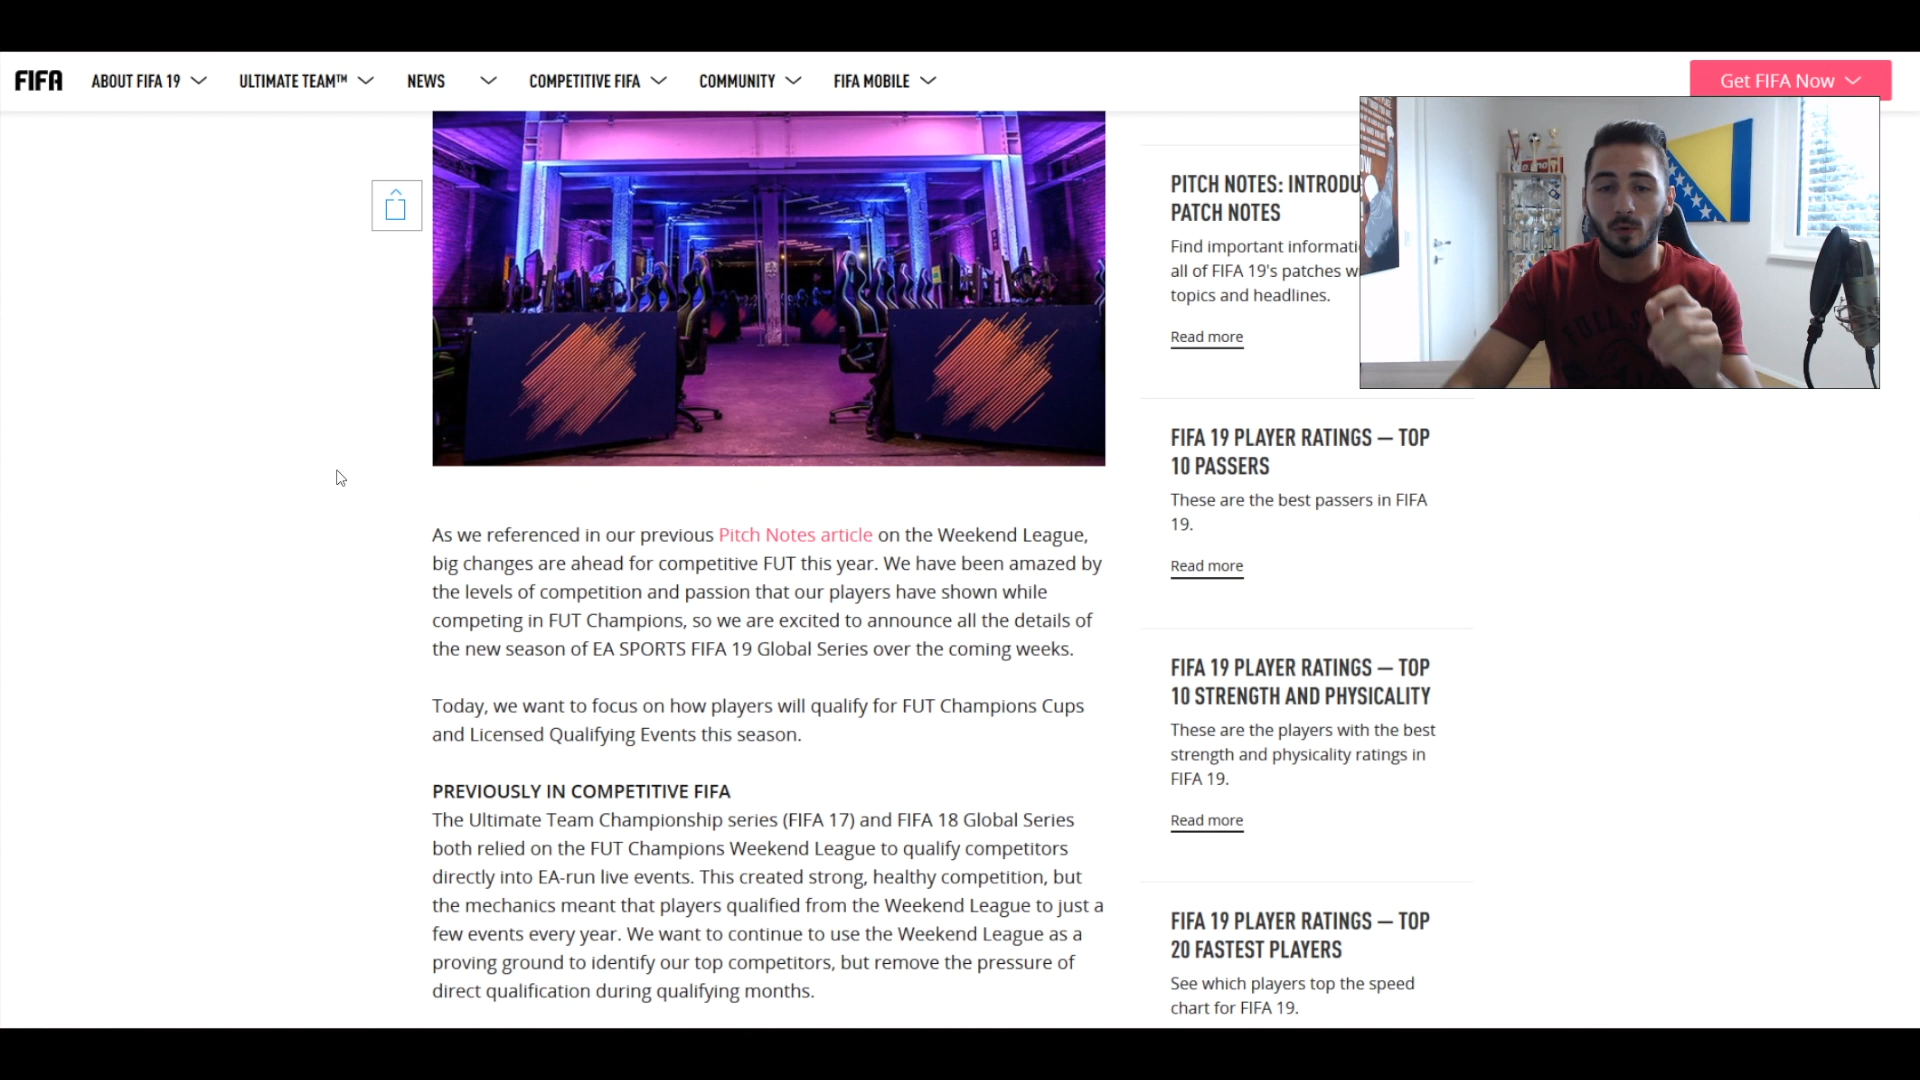 FIFA
ABOUT FIFA 19
ULTIMATE TEAM™
NEWS
COMPETITIVE FIFA
COMMUNITY
FIFA MOBILE
Get FIFA Now
As we referenced in our previous Pitch Notes article on the Weekend League,
big changes are ahead for competitive FUT this year. We have been amazed by
the levels of competition and passion that our players have shown while
competing in FUT Champions, so we are excited to announce all the details of
the new season of EA SPORTS FIFA 19 Global Series over the coming weeks.
Today, we want to focus on how players will qualify for FUT Champions Cups
and Licensed Qualifying Events this season.
PREVIOUSLY IN COMPETITIVE FIFA
The Ultimate Team Championship series (FIFA 17) and FIFA 18 Global Series
both relied on the FUT Champions Weekend League to qualify competitors
directly into EA-run live events. This created strong, healthy competition, but
the mechanics meant that players qualified from the Weekend League to just a
few events every year. We want to continue to use the Weekend League as a
proving ground to identify our top competitors, but remove the pressure of
direct qualification during qualifying months.
PITCH NOTES: INTRODU
PATCH NOTES
Find important informati
all of FIFA 19's patches w
topics and headlines.
Read more
FIFA 19 PLAYER RATINGS – TOP
10 PASSERS
These are the best passers in FIFA
19.
Read more
FIFA 19 PLAYER RATINGS – TOP
10 STRENGTH AND PHYSICALITY
These are the players with the best
strength and physicality ratings in
FIFA 19.
Read more
FIFA 19 PLAYER RATINGS – TOP
20 FASTEST PLAYERS
See which players top the speed
chart for FIFA 19.